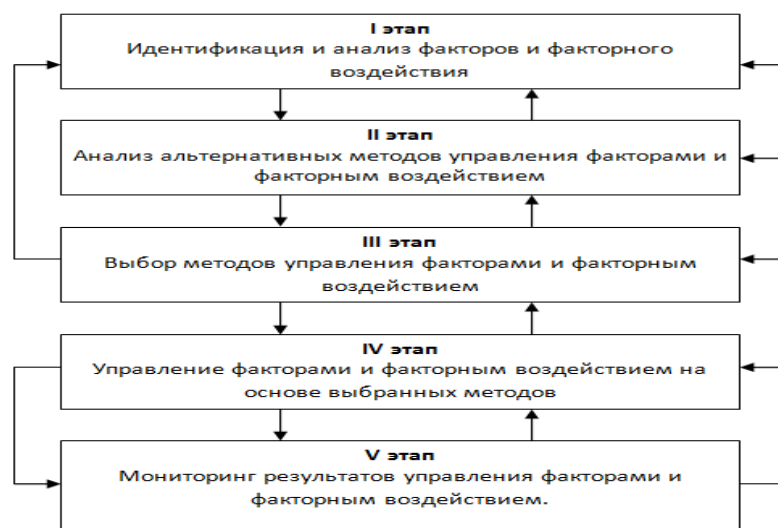 I этап
Идентификация и анализ факторов и факторного
воздействия
II этап
Анализ альтернативных методов управления факторами и
факторным воздействием
III этап
Выбор методов управления факторами и факторным
воздействием
IV этап
Управление факторами и факторным воздействием на
основе выбранных методов
V этап
Мониторинг результатов управления факторами и
факторным воздействием.